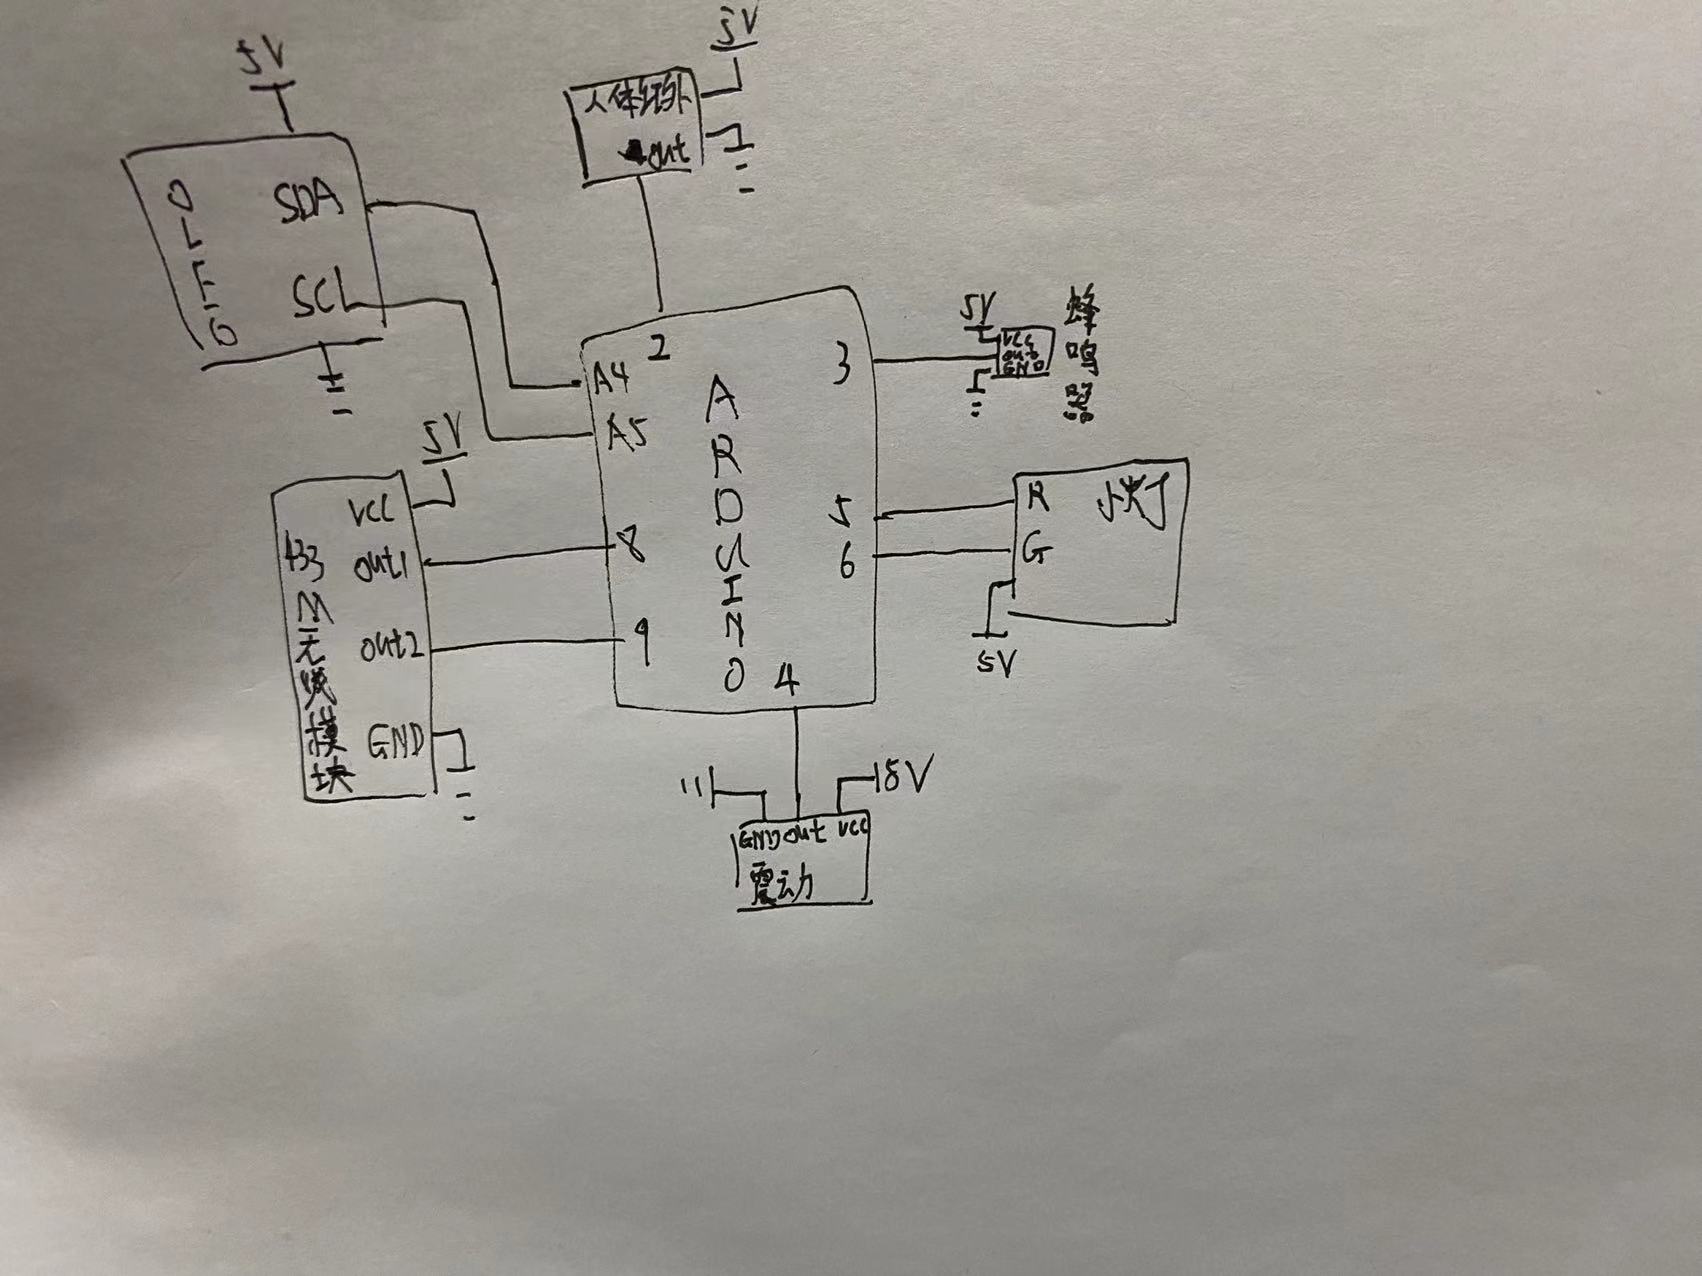 5V
OLED
SDA
SCL
5V
人体红外
out
2
A4
A5
8
9
3
5
6
4
ARDUINO
5V
VCC
out
GND
蜂鸣器
R
G
小灯
5V
5V
VCC
out1
out2
GND
433M无线模块
5V
GND out VCC
震动